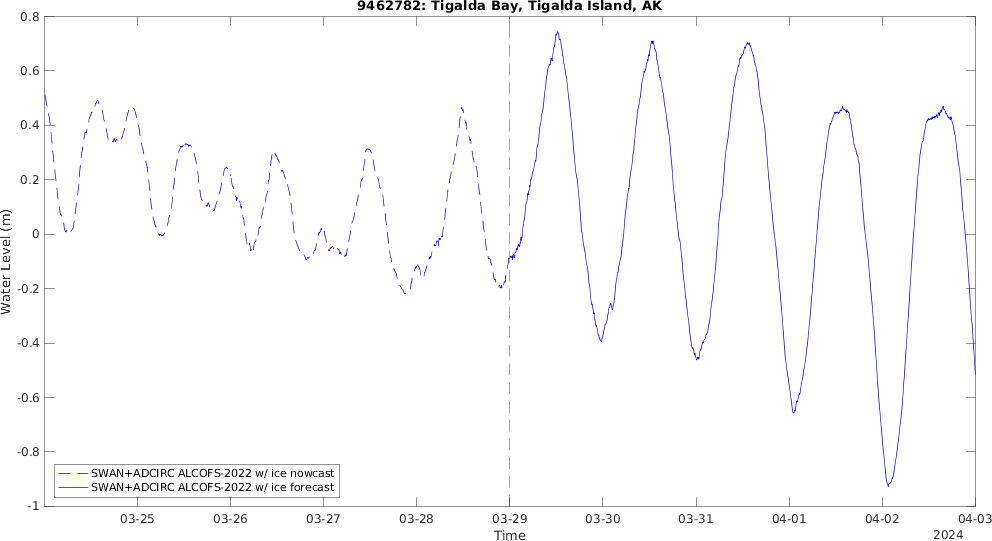 9462782: Tigalda Bay, Tigalda Island, AK
0.8
0.6
0.4
0.2
0
-0.2
-0.4
-0.6
-0.8
-1
Water Level (m)
SWAN+ADCIRC ALCOFS-2022 w/ ice nowcast
SWAN+ADCIRC ALCOFS-2022 w/ ice forecast
03-25 03-26 03-27 03-28 03-29 03-30 03-31 04-01 04-02 04-03
Time
2024